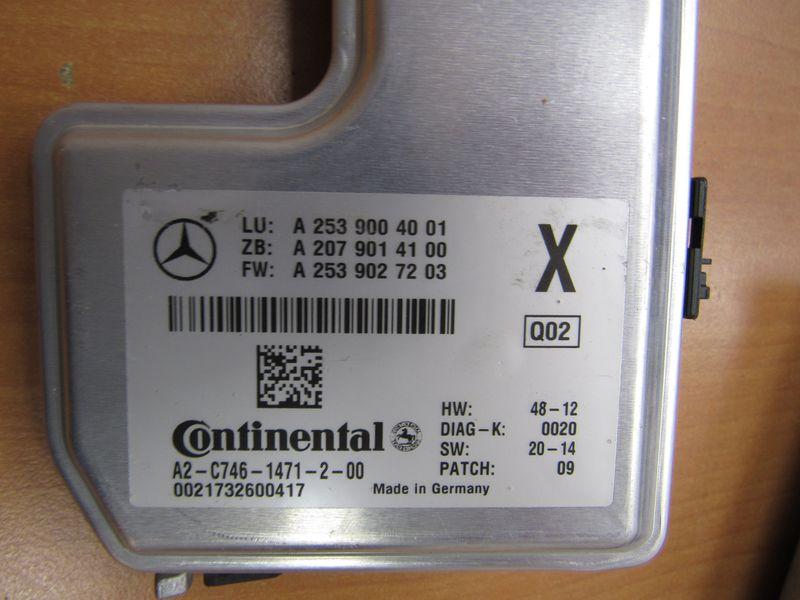 LU: A 253 900 40 01
ZB: A 207 901 41 00
FW: A 253 902 72 03
X
Q02
Continental
A2-C746-1471-2-00
0021732600417
HW: 48-12
DIAG-K: 0020
SW: 20-14
PATCH: 09
Made in Germany